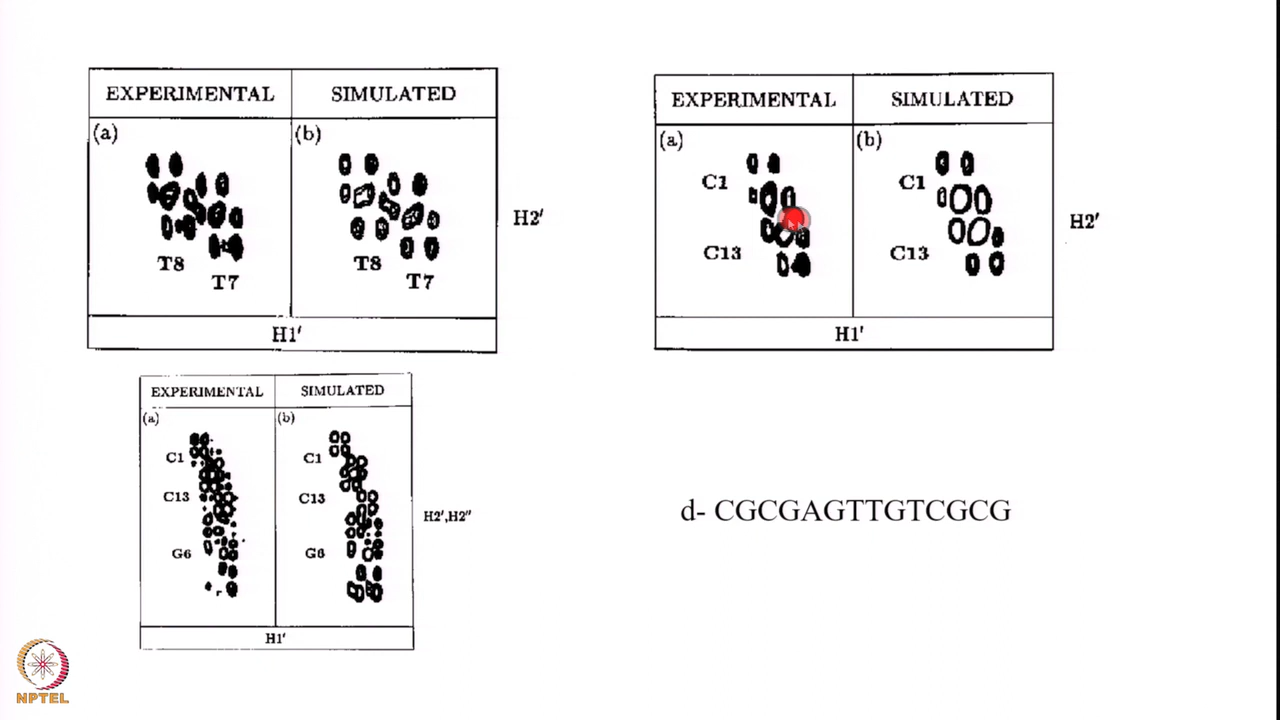 EXPERIMENTAL SIMULATED
(a) (b)
T8 T8
T7 T7
H2′
H1′
EXPERIMENTAL SIMULATED
(a) (b)
C1 C1
C13 C13
H2′
H1′
EXPERIMENTAL SIMULATED
(a) (b)
C1 C1
C13 C13
G6 G6
H2′,H2″
H1′
d- CGCGAGTTGTCGCG
NPTEL